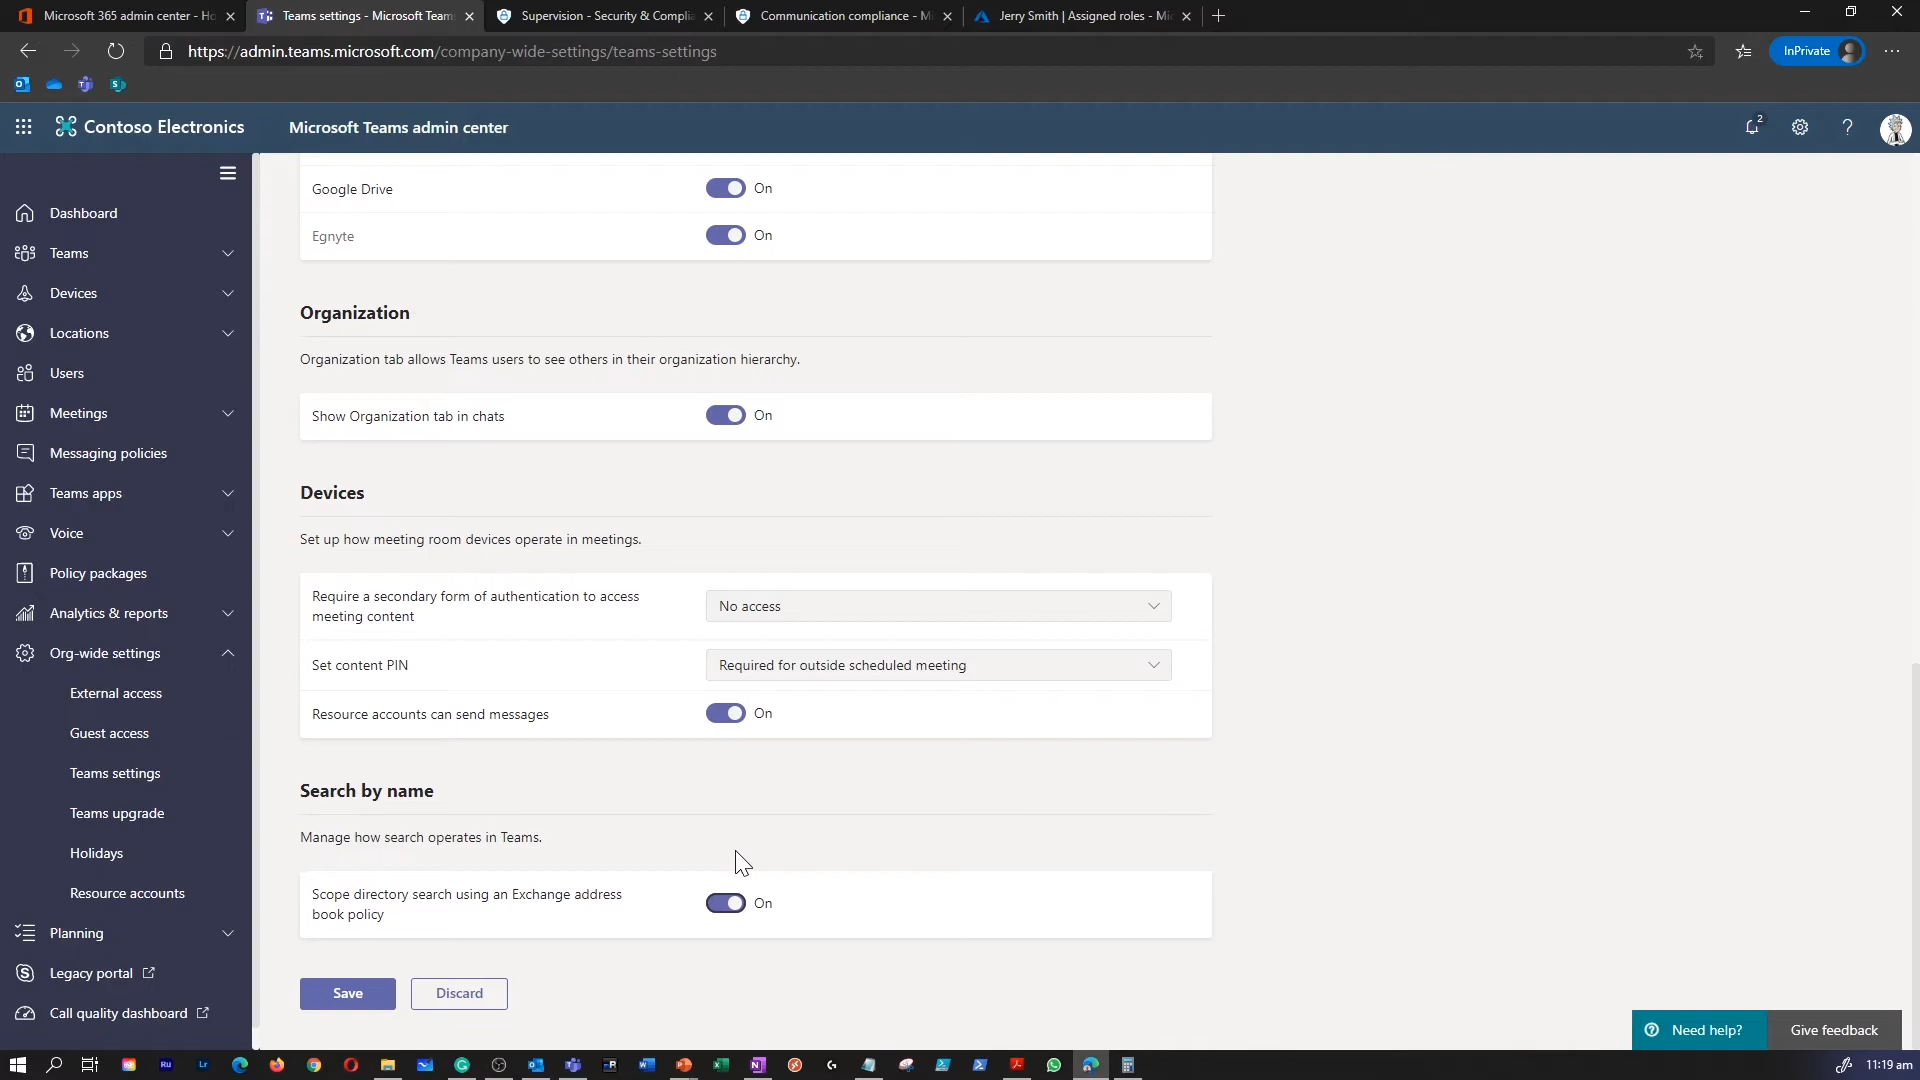 Microsoft 365 admin center - Ho
Teams settings - Microsoft Team
Supervision - Security & Complia
Communication compliance - Mi
Jerry Smith | Assigned roles - Mic
https://admin.teams.microsoft.com/company-wide-settings/teams-settings
InPrivate
Contoso Electronics
Microsoft Teams admin center
2
Dashboard
Teams
Devices
Locations
Users
Meetings
Messaging policies
Teams apps
Voice
Policy packages
Analytics & reports
Org-wide settings
External access
Guest access
Teams settings
Teams upgrade
Holidays
Resource accounts
Planning
Legacy portal
Call quality dashboard
Google Drive
On
Egnyte
On
Organization
Organization tab allows Teams users to see others in their organization hierarchy.
Show Organization tab in chats
On
Devices
Set up how meeting room devices operate in meetings.
Require a secondary form of authentication to access
meeting content
No access
Set content PIN
Required for outside scheduled meeting
Resource accounts can send messages
On
Search by name
Manage how search operates in Teams.
Scope directory search using an Exchange address
book policy
On
Save
Discard
Need help?
Give feedback
11:19 am